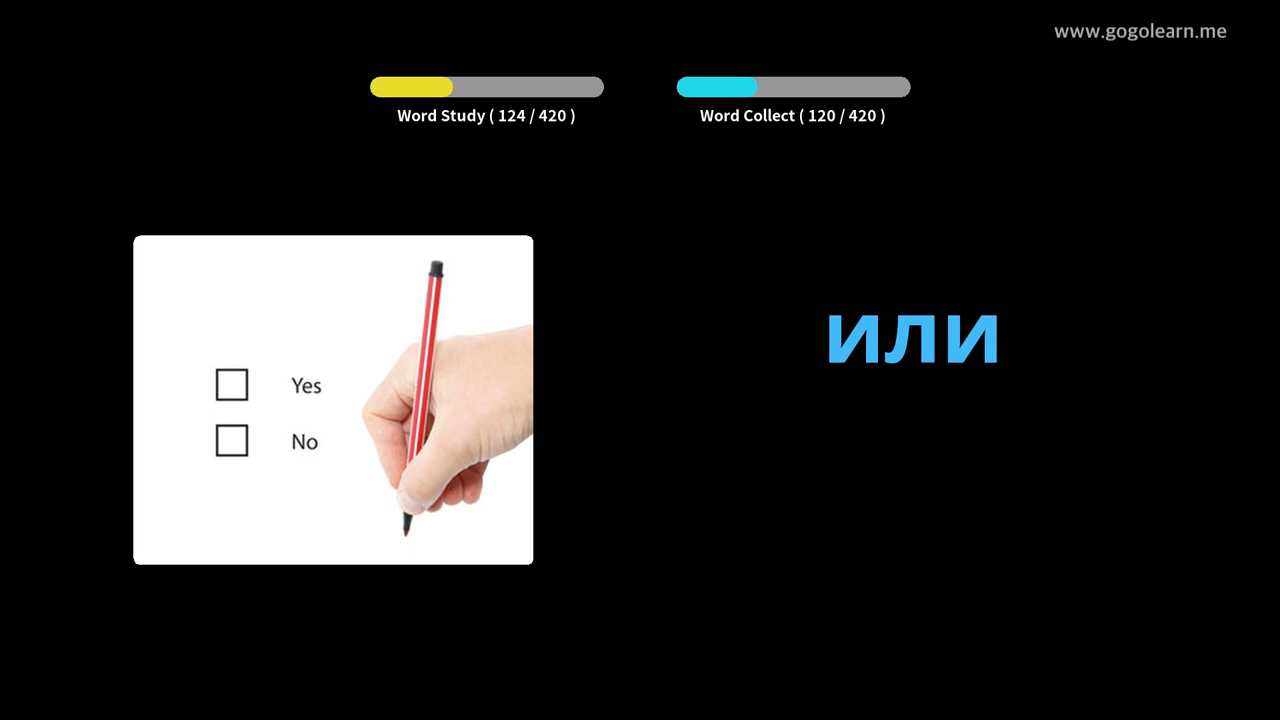 www.gogolearn.me
Word Study ( 124 / 420 )
Word Collect ( 120 / 420 )
Yes
No
или